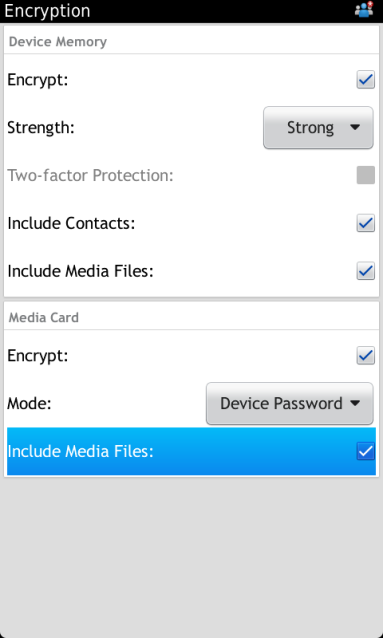 Encryption
Device Memory
Encrypt:
Strength: Strong
Two-factor Protection:
Include Contacts:
Include Media Files:
Media Card
Encrypt:
Mode: Device Password
Include Media Files: